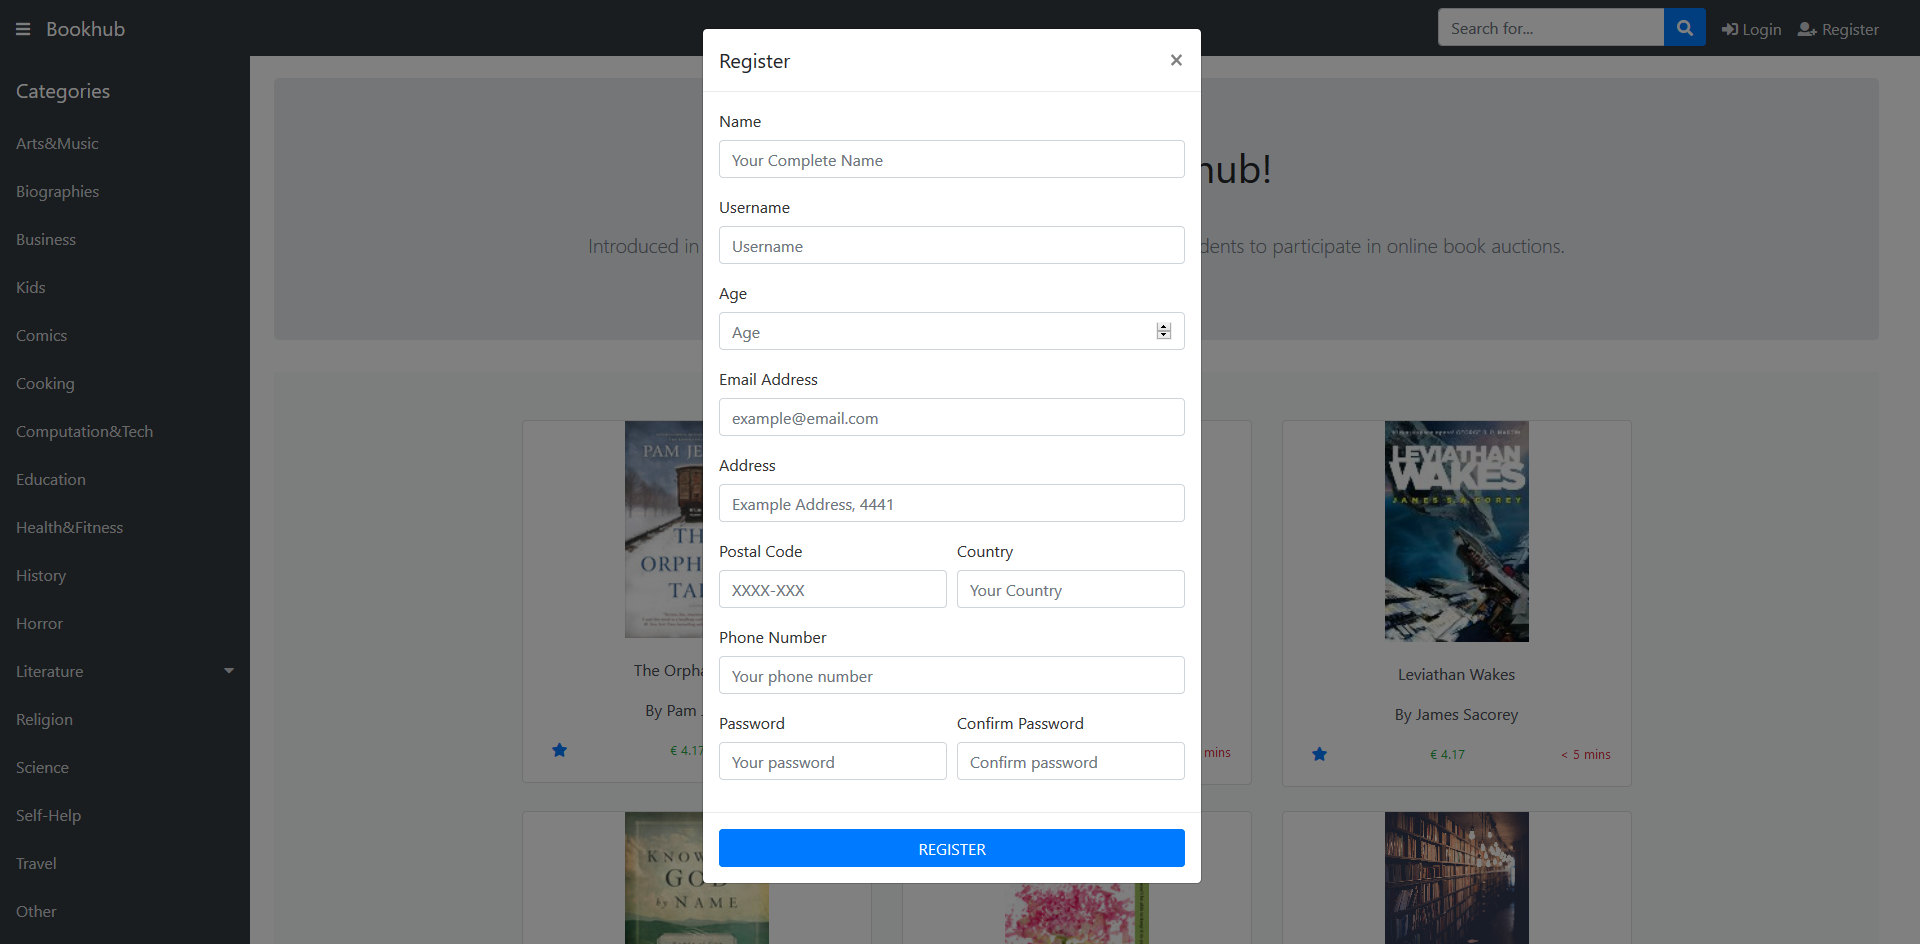 Bookhub
Search for...
Login
Register
Categories
Arts&Music
Biographies
Business
Kids
Comics
Cooking
Computation&Tech
Education
Health&Fitness
History
Horror
Literature
Religion
Science
Self-Help
Travel
Other
hub!
Introduced in
dents to participate in online book auctions.
Register
×
Name
Your Complete Name
Username
Username
Age
Age
Email Address
example@email.com
Address
Example Address, 4441
Postal Code
Country
XXXX-XXX
Your Country
Phone Number
Your phone number
Password
Confirm Password
Your password
Confirm password
REGISTER
PAM JE
TH
ORPH
TA
The Orpha
By Pam
€ 4.17
mins
LEVIATHAN
WAKES
JAMES S.A. COREY
Leviathan Wakes
By James Sacorey
€ 4.17
< 5 mins
KNOW
GOD
by NAME